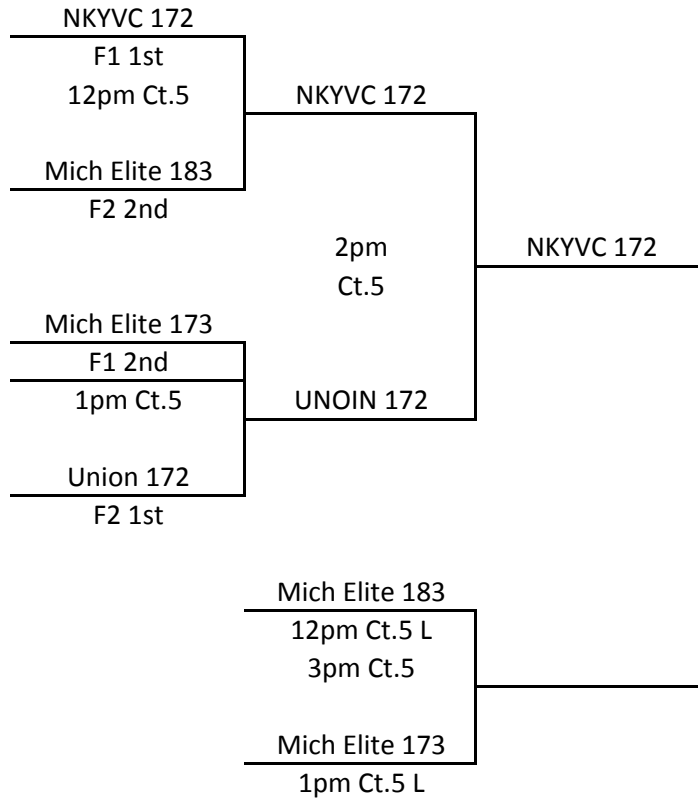 NKYVC 172
F1 1st
12pm Ct.5
NKYVC 172
Mich Elite 183
F2 2nd
2pm
Ct.5
NKYVC 172
Mich Elite 173
F1 2nd
1pm Ct.5
UNOIN 172
Union 172
F2 1st
Mich Elite 183
12pm Ct.5 L
3pm Ct.5
Mich Elite 173
1pm Ct.5 L